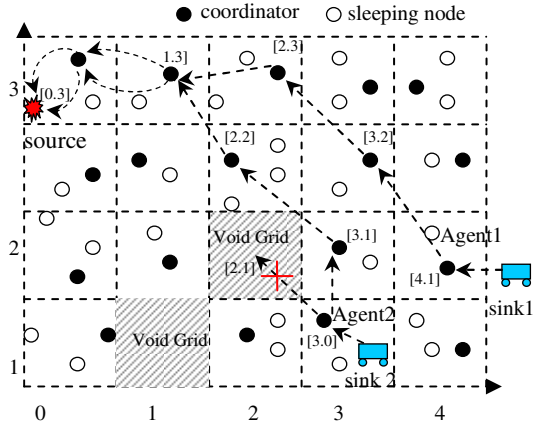 coordinator sleeping node
[2.3]
1.3]
3 [0.3]
source
[2.2] [3.2]
2 Void Grid Agent1
[3.1]
[2.1]
[4.1]
sink1
Agent2
Void Grid
[3.0]
1 sink 2
0 1 2 3 4